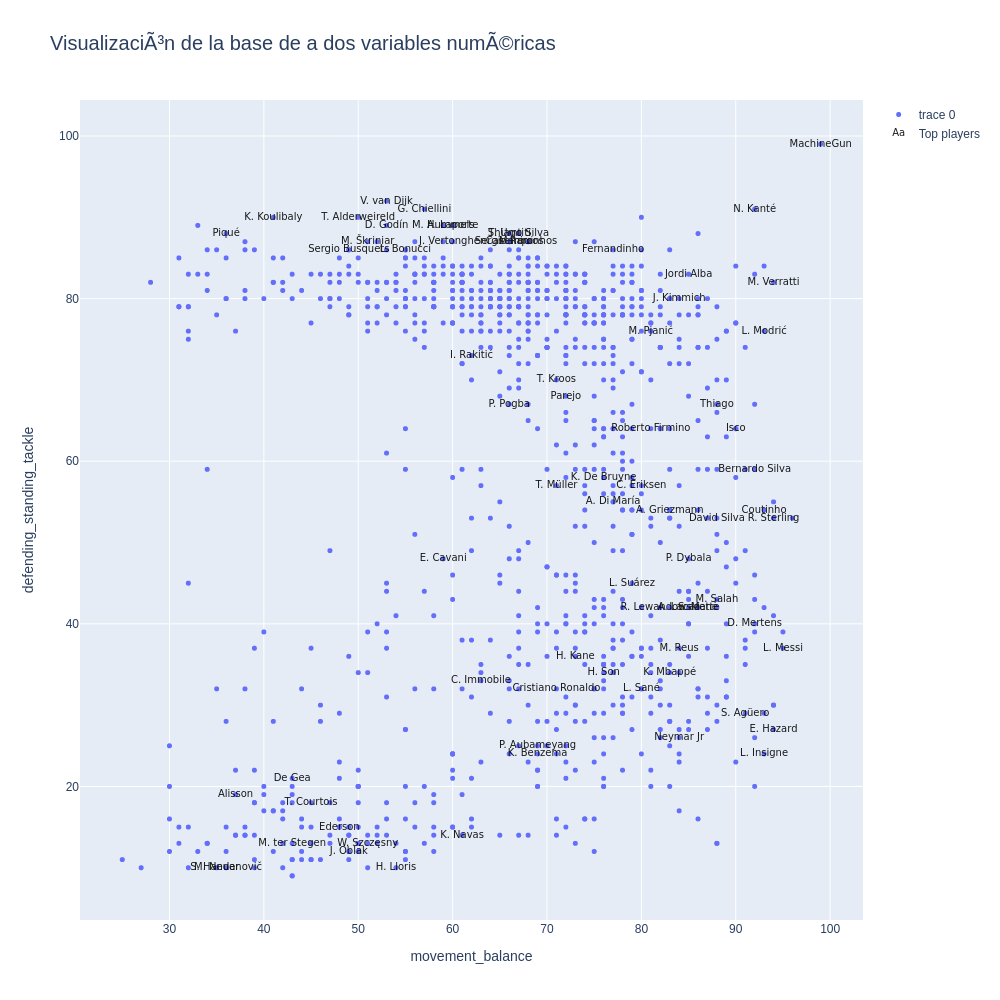 VisualizaciÃ³n de la base de a dos variables numÃ©ricas
trace 0
Aa Top players
100
MachineGun
V. van Dijk
G. Chiellini
N. Kanté
K. Koulibaly
T. Alderweireld
D. Godín
Piqué
M. Škriniar
J. Vertonghen
Sergio Busquets
L. Bonucci
Fernandinho
Jordi Alba
M. Verratti
80
J. Kimmich
M. Pjanic
L. Modrić
I. Rakitić
T. Kroos
Parejo
P. Pogba
Thiago
Roberto Firmino
Isco
60
Bernardo Silva
K. De Bruyne
T. Müller
C. Eriksen
A. Di María
A. Griezmann
Coutinho
David Silva
R. Sterling
E. Cavani
P. Dybala
L. Suárez
M. Salah
40
D. Mertens
M. Reus
L. Messi
H. Kane
H. Son
K. Mbappé
C. Immobile
Cristiano Ronaldo
L. Sané
S. Agüero
E. Hazard
Neymar Jr
P. Aubameyang
K. Benzema
L. Insigne
De Gea
20
Alisson
T. Courtois
Ederson
K. Navas
M. ter Stegen
W. Szczęsny
J. Oblak
S. Handanovič
H. Lloris
30
40
50
60
70
80
90
100
movement_balance
defending_standing_tackle